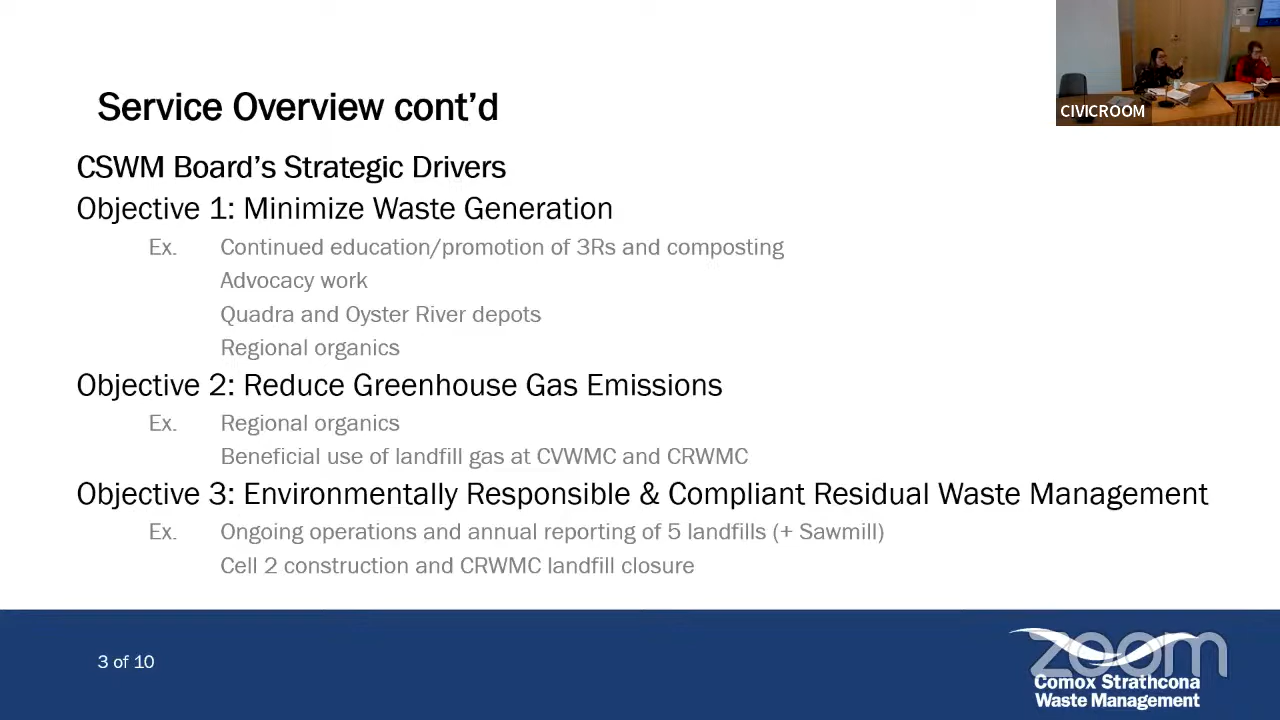 CIVICROOM
Service Overview cont'd
CSWM Board's Strategic Drivers
Objective 1: Minimize Waste Generation
Ex. Continued education/promotion of 3Rs and composting
Advocacy work
Quadra and Oyster River depots
Regional organics
Objective 2: Reduce Greenhouse Gas Emissions
Ex. Regional organics
Beneficial use of landfill gas at CVWMC and CRWMC
Objective 3: Environmentally Responsible & Compliant Residual Waste Management
Ex. Ongoing operations and annual reporting of 5 landfills (+ Sawmill)
Cell 2 construction and CRWMC landfill closure
3 of 10
zoom
Comox Strathcona
Waste Management